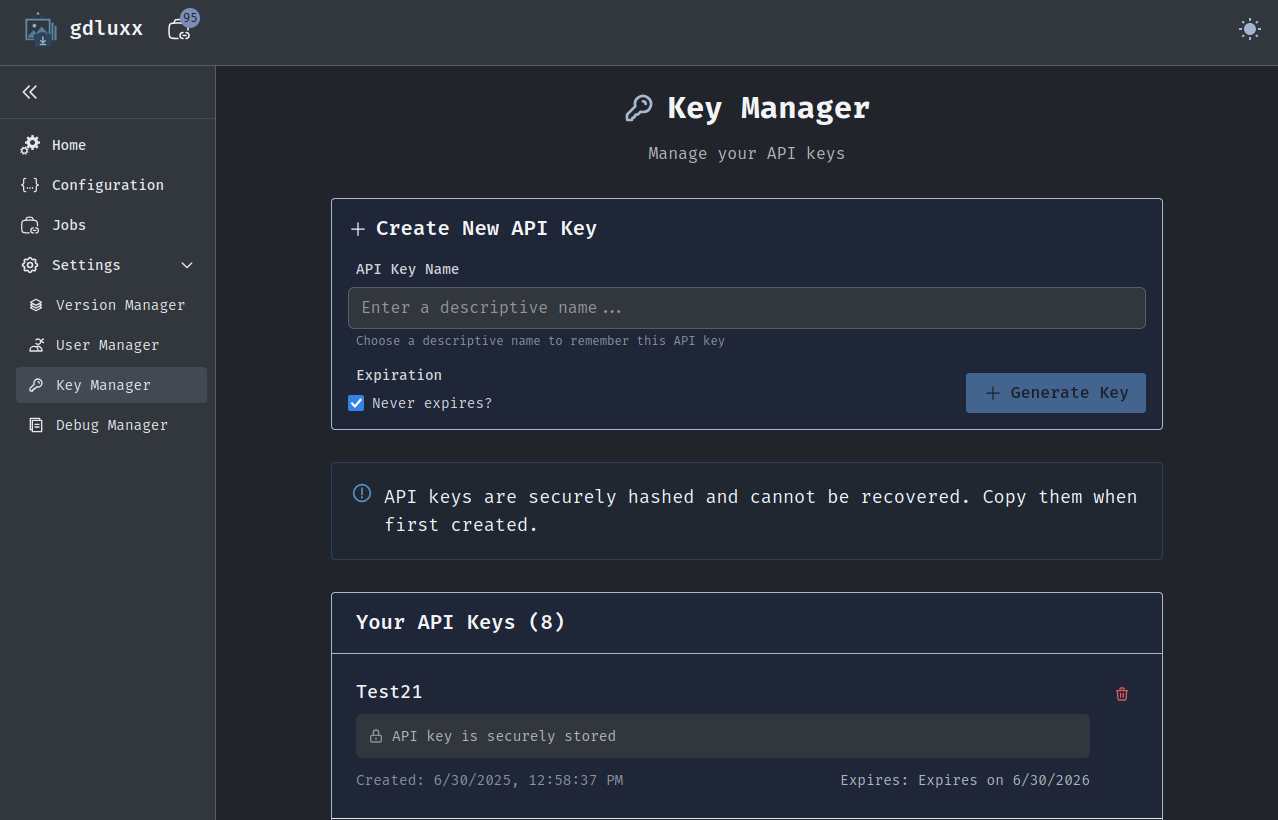 gdluxx
95
Home
Configuration
Jobs
Settings
Version Manager
User Manager
Key Manager
Debug Manager
Key Manager
Manage your API keys
Create New API Key
API Key Name
Enter a descriptive name...
Choose a descriptive name to remember this API key
Expiration
Never expires?
Generate Key
API keys are securely hashed and cannot be recovered. Copy them when
first created.
Your API Keys (8)
Test21
API key is securely stored
Created: 6/30/2025, 12:58:37 PM
Expires: Expires on 6/30/2026